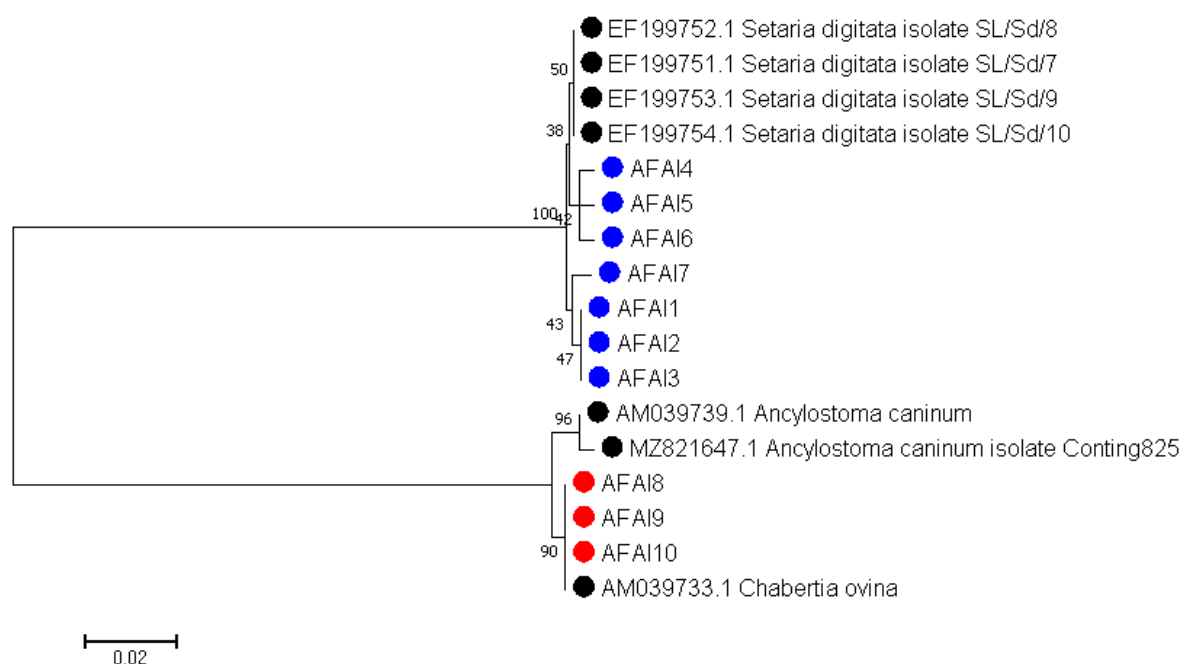 EF199752.1 Setaria digitata isolate SL/Sd/8
50
EF199751.1 Setaria digitata isolate SL/Sd/7
EF199753.1 Setaria digitata isolate SL/Sd/9
38
EF199754.1 Setaria digitata isolate SL/Sd/10
AFAI4
AFAI5
100
42
AFAI6
AFAI7
AFAI1
43
AFAI2
47
AFAI3
AM039739.1 Ancylostoma caninum
96
MZ821647.1 Ancylostoma caninum isolate Conting825
AFAI8
AFAI9
AFAI10
90
AM039733.1 Chabertia ovina
0.02